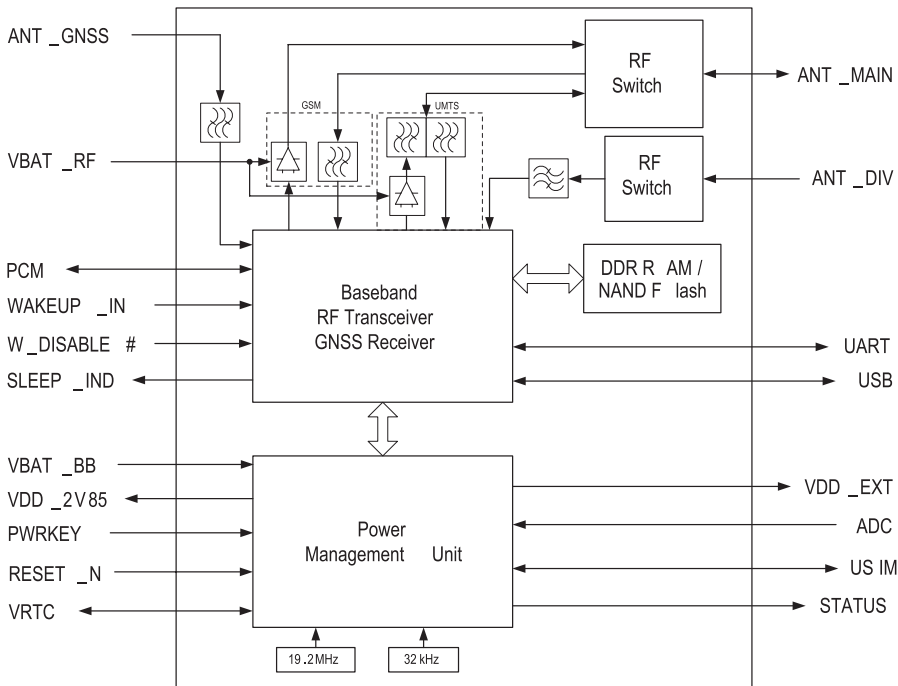 ANT _GNSS
RF
Switch
ANT _MAIN
GSM
UMTS
VBAT _RF
RF
Switch
ANT _DIV
PCM
WAKEUP _IN
W _DISABLE #
SLEEP _IND
Baseband
RF Transceiver
GNSS Receiver
DDR R AM /
NAND F lash
UART
USB
VBAT _BB
VDD _2V85
PWRKEY
RESET _N
VRTC
Power
Management Unit
VDD _EXT
ADC
US IM
STATUS
19 .2MHz
32 kHz